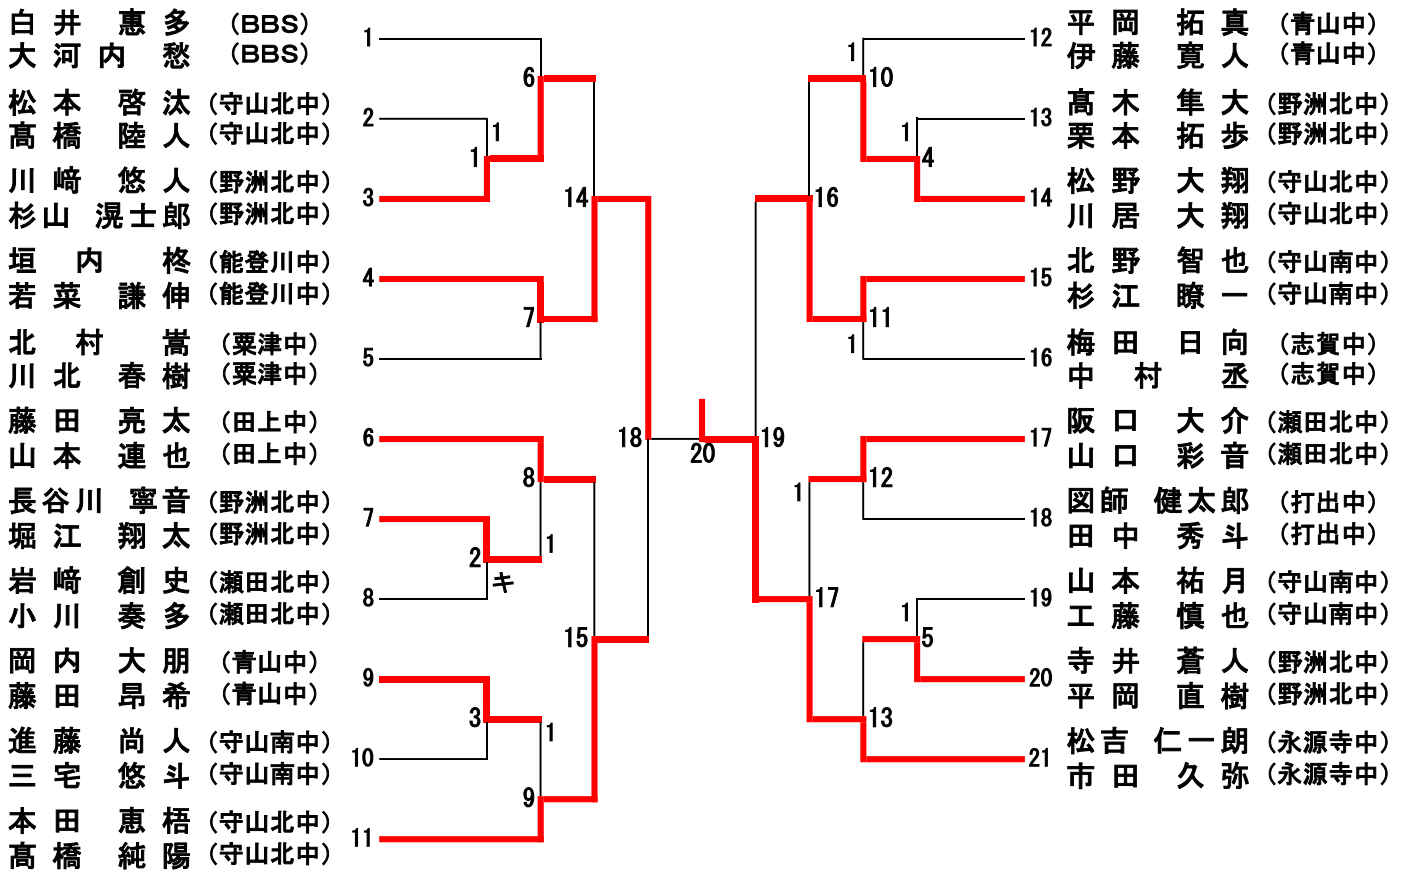 白井 惠多 （BBS） 1
大河内 愁 （BBS）
松本 啓汰 （守山北中） 2
髙橋 陸人 （守山北中）
川﨑 悠人 （野洲北中） 3
杉山 滉士郎 （野洲北中）
垣内 柊 （能登川中） 4
若菜 謙伸 （能登川中）
北村 嵩 （粟津中） 5
川北 春樹 （粟津中）
藤田 亮太 （田上中） 6
山本 連也 （田上中）
長谷川 寧音 （野洲北中） 7
堀江 翔太 （野洲北中）
岩﨑 創史 （瀬田北中） 8
小川 奏多 （瀬田北中）
岡内 大朋 （青山中） 9
藤田 昂希 （青山中）
進藤 尚人 （守山南中） 10
三宅 悠斗 （守山南中）
本田 恵梧 （守山北中） 11
髙橋 純陽 （守山北中）
6
1
1
14
7
18
8
1
2
キ
15
3
1
9
20
19
1
10
1
4
16
11
1
1
12
17
1
5
13
12 平岡 拓真 （青山中）
伊藤 寛人 （青山中）
13 髙木 隼大 （野洲北中）
栗本 拓歩 （野洲北中）
14 松野 大翔 （守山北中）
川居 大翔 （守山北中）
15 北野 智也 （守山南中）
杉江 瞭一 （守山南中）
16 梅田 日向 （志賀中）
中村 丞 （志賀中）
17 阪口 大介 （瀬田北中）
山口 彩音 （瀬田北中）
18 図師 健太郎 （打出中）
田中 秀斗 （打出中）
19 山本 祐月 （守山南中）
工藤 慎也 （守山南中）
20 寺井 蒼人 （野洲北中）
平岡 直樹 （野洲北中）
21 松吉 仁一朗 （永源寺中）
市田 久弥 （永源寺中）